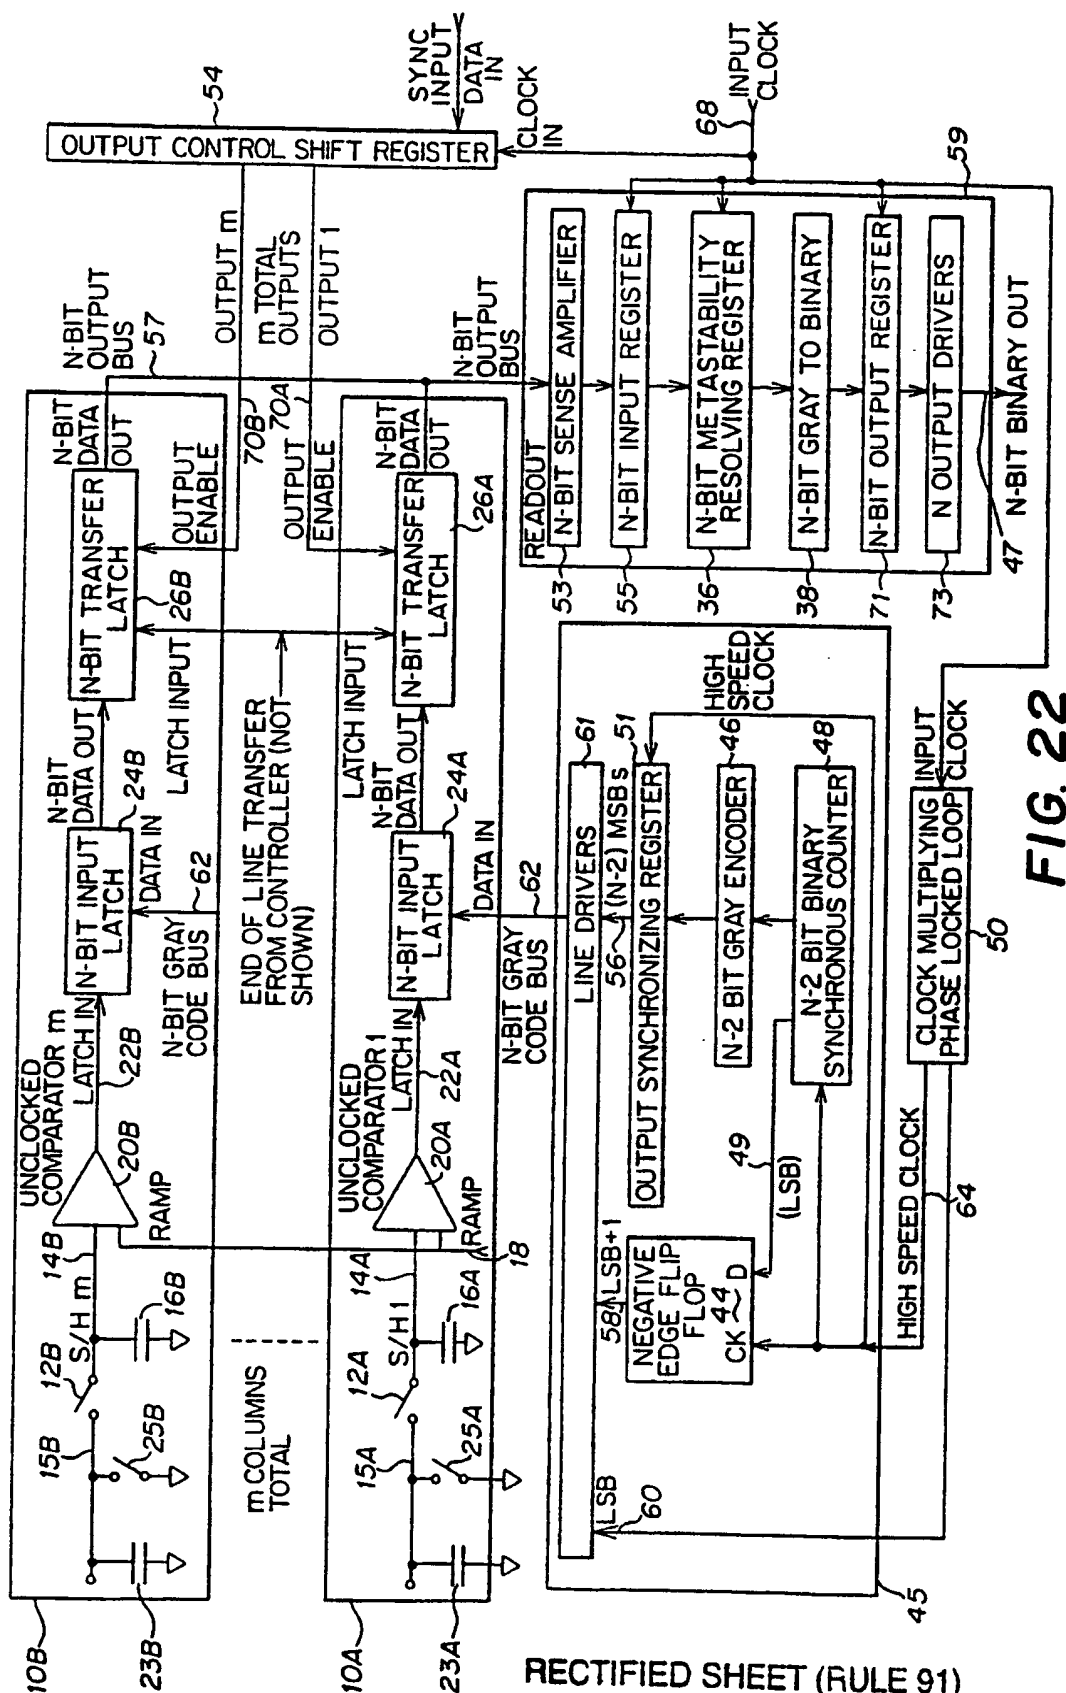 10B
23B
15B
25B
12B
S/H m
16B
14B
UNCLOCKED
COMPARATOR m
20B
RAMP
LATCH IN
22B
N-BIT INPUT
LATCH
24B
DATA IN
62
N-BIT GRAY
CODE BUS
N-BIT
DATA OUT
N-BIT TRANSFER
LATCH
26B
LATCH INPUT
OUTPUT
ENABLE
N-BIT
DATA
OUT
N-BIT
OUTPUT
BUS
57
m COLUMNS
TOTAL
END OF LINE TRANSFER
FROM CONTROLLER (NOT
SHOWN)
70B
70A
OUTPUT m
m TOTAL
OUTPUTS
OUTPUT 1
OUTPUT CONTROL SHIFT REGISTER
54
SYNC
INPUT
DATA
IN
CLOCK
IN
10A
23A
15A
25A
12A
S/H1
16A
14A
18
UNCLOCKED
COMPARATOR 1
20A
RAMP
LATCH IN
22A
N-BIT INPUT
LATCH
24A
DATA IN
62
N-BIT GRAY
CODE BUS
N-BIT
DATA OUT
LATCH INPUT
N-BIT TRANSFER
LATCH
26A
OUTPUT
ENABLE
N-BIT
DATA
OUT
N-BIT
OUTPUT
BUS
68
INPUT
CLOCK
LSB
60
LINE DRIVERS
61
58
LSB+1
56
(N-2) MSBs
OUTPUT SYNCHRONIZING REGISTER
51
HIGH
SPEED
CLOCK
NEGATIVE
EDGE FLIP
FLOP
44
CK
D
49
(LSB)
N-2 BIT GRAY ENCODER
46
N-2 BIT BINARY
SYNCHRONOUS COUNTER
48
45
HIGH SPEED CLOCK
64
CLOCK MULTIPLYING
PHASE LOCKED LOOP
50
INPUT
CLOCK
READOUT
59
53
N-BIT SENSE AMPLIFIER
55
N-BIT INPUT REGISTER
36
N-BIT METASTABILITY
RESOLVING REGISTER
38
N-BIT GRAY TO BINARY
71
N-BIT OUTPUT REGISTER
73
N OUTPUT DRIVERS
47
N-BIT BINARY OUT
FIG. 22
RECTIFIED SHEET (RULE 91)